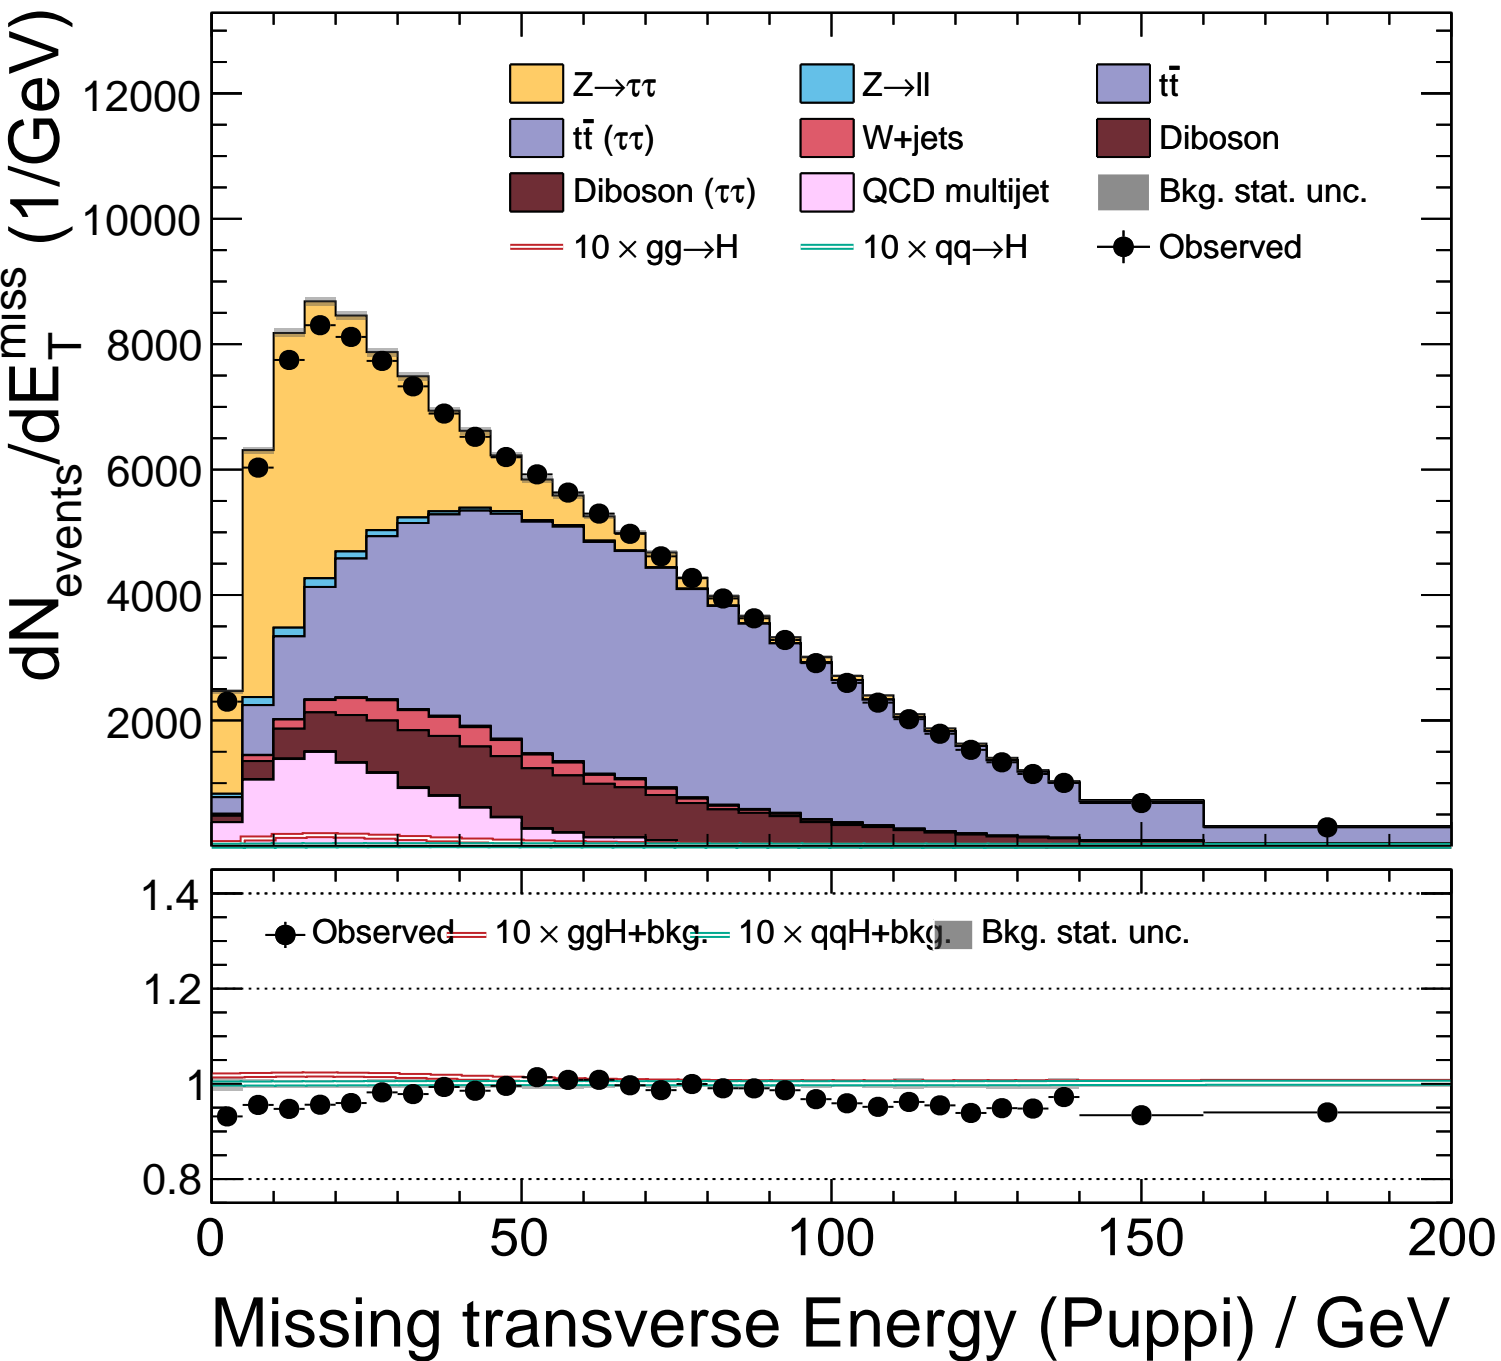 dN_events/dE_T^miss (1/GeV)
12000
10000
8000
6000
4000
2000
Z→ττ Z→ll tt̄
tt̄ (ττ) W+jets Diboson
Diboson (ττ) QCD multijet Bkg. stat. unc.
10 × gg→H 10 × qq→H Observed
1.4
Observed 10 × ggH+bkg. 10 × qqH+bkg. Bkg. stat. unc.
1.2
1
0.8
0 50 100 150 200
Missing transverse Energy (Puppi) / GeV